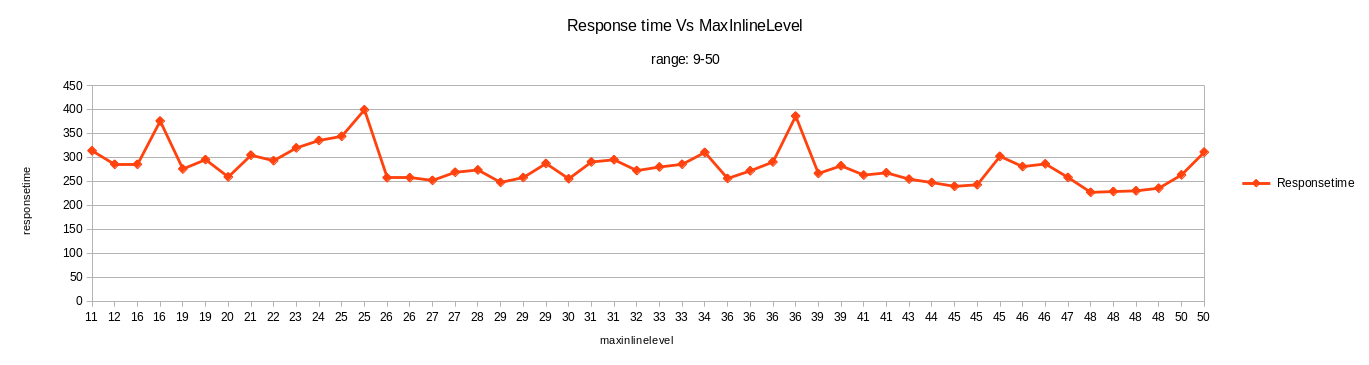 Response time Vs MaxInlineLevel
range: 9-50
450
400
350
300
250
200
150
100
50
0
responsetime
11 12 16 16 19 19 20 21 22 23 24 25 25 26 26 27 27 28 29 29 29 30 31 31 32 33 33 34 36 36 36 36 39 39 41 41 43 44 45 45 45 46 46 47 48 48 48 48 50 50
maxinlinelevel
Responsetime